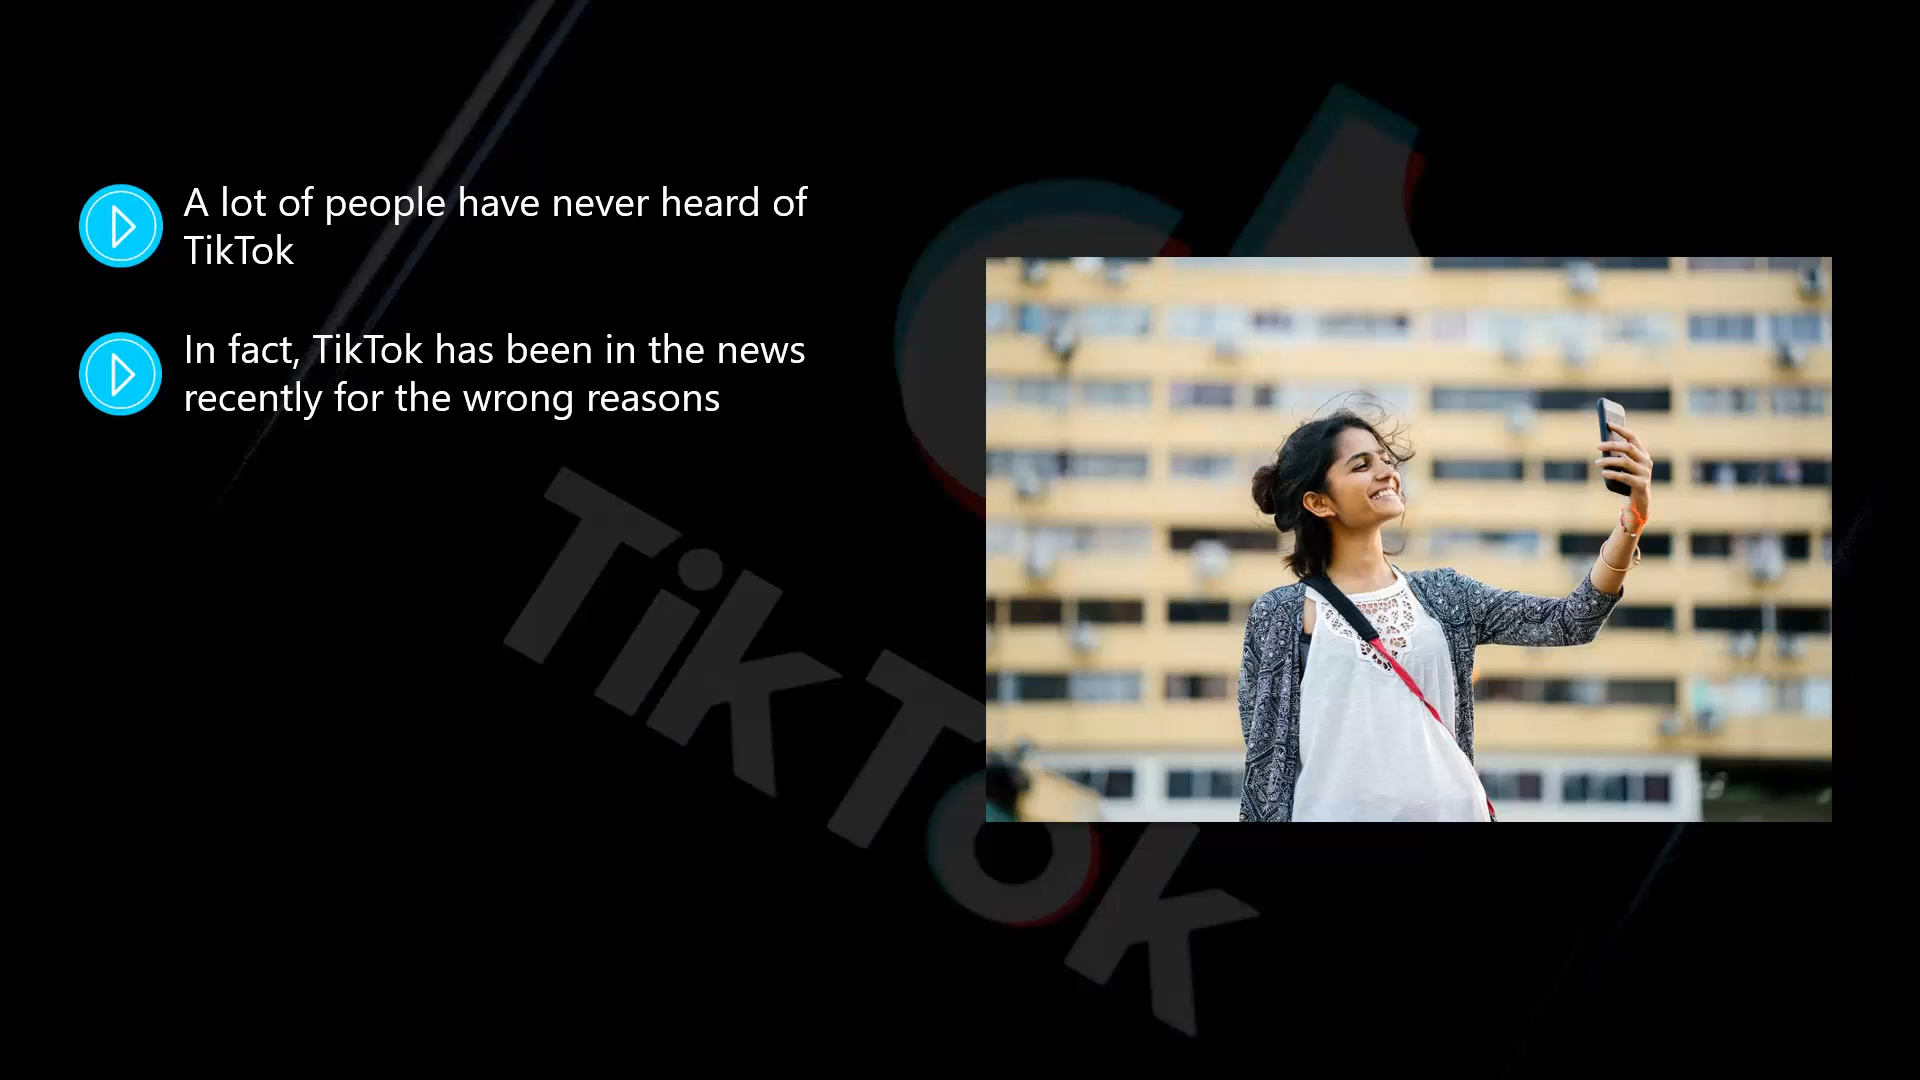 A lot of people have never heard of
TikTok
In fact, TikTok has been in the news
recently for the wrong reasons
TikTok